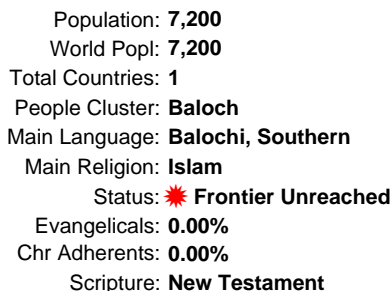 Population: 7,200
World Popl: 7,200
Total Countries: 1
People Cluster: Baloch
Main Language: Balochi, Southern
Main Religion: Islam
Status: Frontier Unreached
Evangelicals: 0.00%
Chr Adherents: 0.00%
Scripture: New Testament